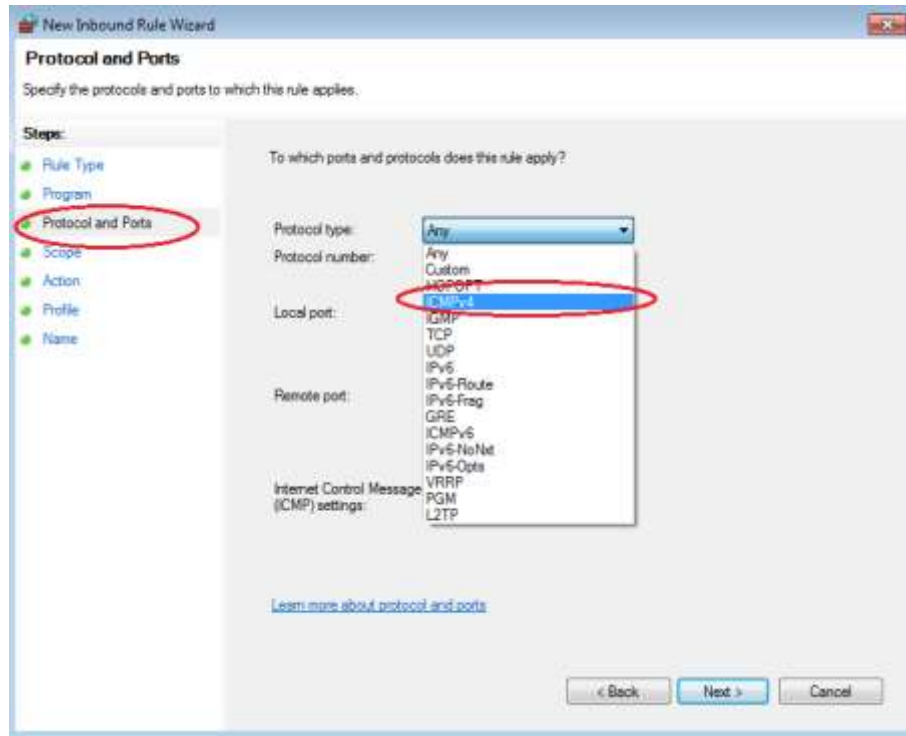 New Inbound Rule Wizard
Protocol and Ports
Specify the protocols and ports to which this rule applies.
Steps:
Rule Type
Program
Protocol and Ports
Scope
Action
Profile
Name
To which ports and protocols does this rule apply?
Protocol type: Any
Protocol number:
Local port:
Remote port:
Internet Control Message
(ICMP) settings:
Any
Custom
HOPOPT
ICMPv4
IGMP
TCP
UDP
IPv6
IPv6-Route
IPv6-Frag
GRE
ICMPv6
IPv6-NoNxt
IPv6-Opts
VRRP
PGM
L2TP
Learn more about protocol and ports
< Back Next > Cancel